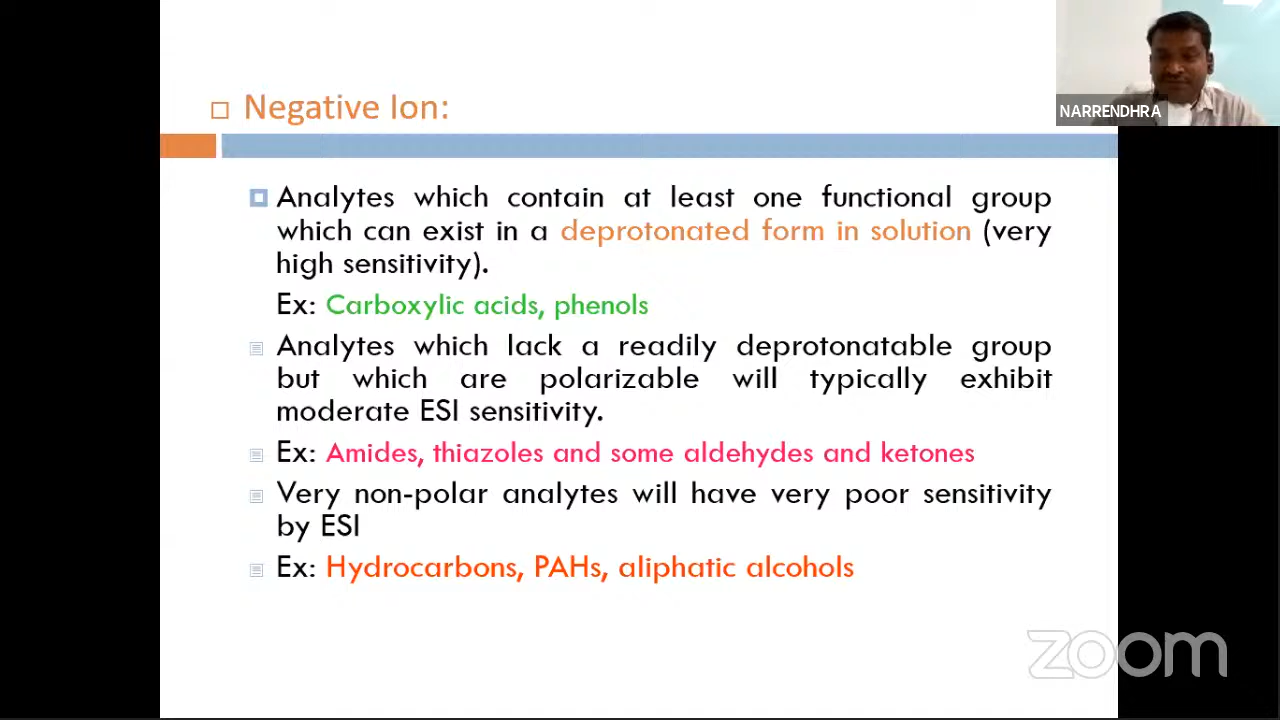 NARRENDHRA
Negative Ion:
Analytes which contain at least one functional group
which can exist in a deprotonated form in solution (very
high sensitivity).
Ex: Carboxylic acids, phenols
Analytes which lack a readily deprotonatable group
but which are polarizable will typically exhibit
moderate ESI sensitivity.
Ex: Amides, thiazoles and some aldehydes and ketones
Very non-polar analytes will have very poor sensitivity
by ESI
Ex: Hydrocarbons, PAHs, aliphatic alcohols
zoom